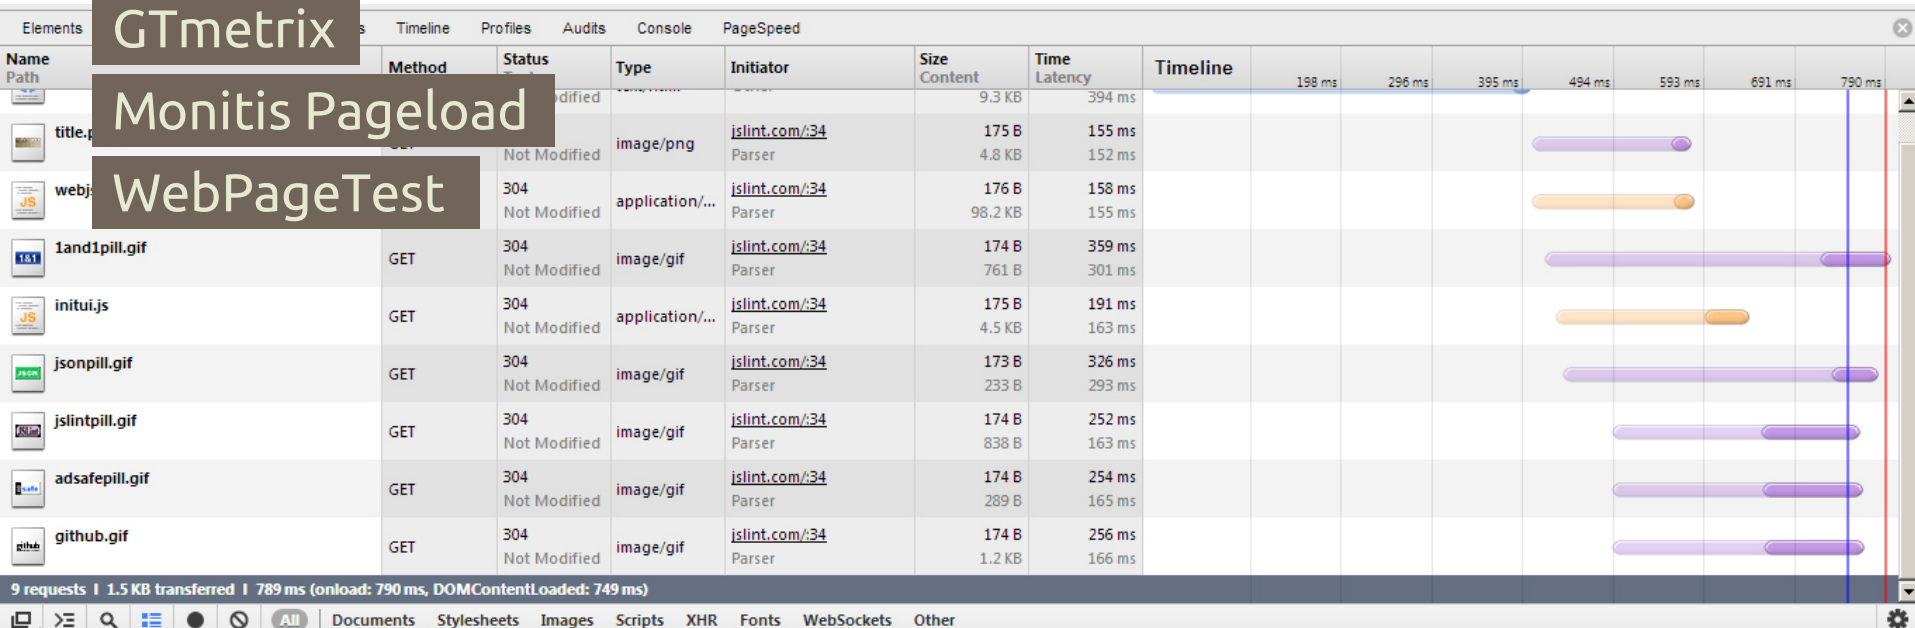 GTmetrix
Monitis Pageload
WebPageTest
Elements Timeline Profiles Audits Console PageSpeed
Name Method Status Type Initiator Size Time Timeline
Path Content Latency
198 ms 296 ms 395 ms 494 ms 593 ms 691 ms 790 ms
9.3 KB 394 ms
image/png jslint.com/:34 175 B 155 ms
Not Modified Parser 4.8 KB 152 ms
JS 304 application/... jslint.com/:34 176 B 158 ms
Not Modified Parser 98.2 KB 155 ms
1&1 1and1pill.gif GET 304 image/gif jslint.com/:34 174 B 359 ms
Not Modified Parser 761 B 301 ms
JS initui.js GET 304 application/... jslint.com/:34 175 B 191 ms
Not Modified Parser 4.5 KB 163 ms
JSON jsonpill.gif GET 304 image/gif jslint.com/:34 173 B 326 ms
Not Modified Parser 233 B 293 ms
JSLint jslintpill.gif GET 304 image/gif jslint.com/:34 174 B 252 ms
Not Modified Parser 838 B 163 ms
adsafepill.gif GET 304 image/gif jslint.com/:34 174 B 254 ms
Not Modified Parser 289 B 165 ms
github github.gif GET 304 image/gif jslint.com/:34 174 B 256 ms
Not Modified Parser 1.2 KB 166 ms
9 requests | 1.5 KB transferred | 789 ms (onload: 790 ms, DOMContentLoaded: 749 ms)
All Documents Stylesheets Images Scripts XHR Fonts WebSockets Other